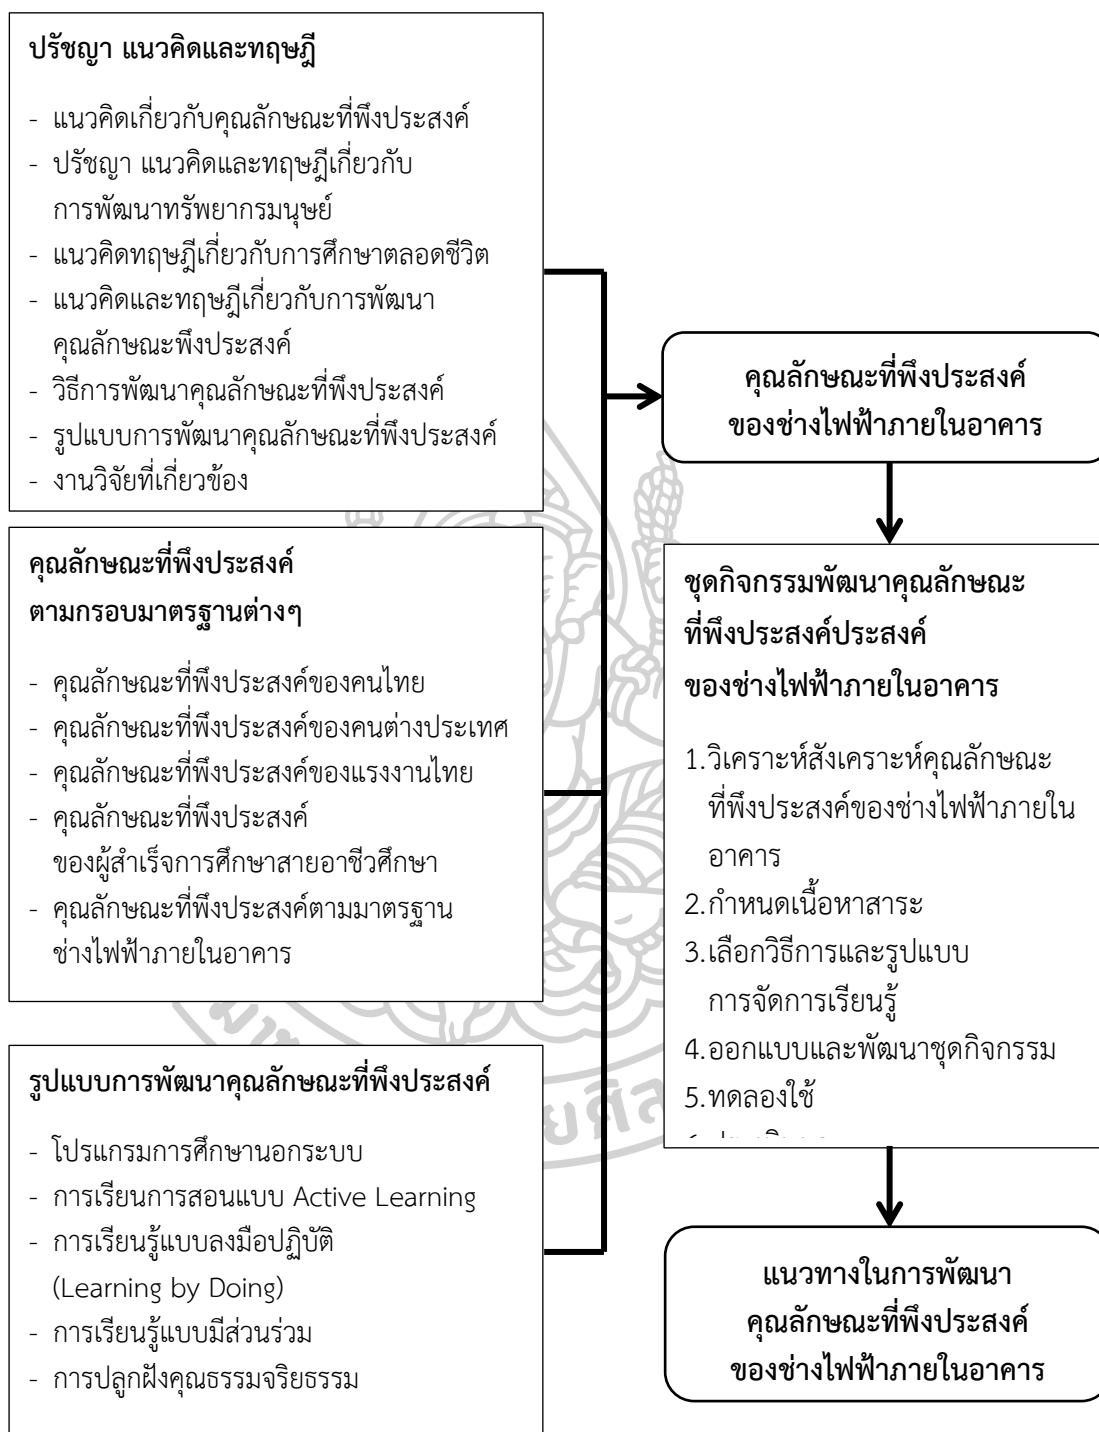 ปรัชญา แนวคิดและทฤษฎี
- แนวคิดเกี่ยวกับคุณลักษณะที่พึงประสงค์
- ปรัชญา แนวคิดและทฤษฎีเกี่ยวกับ
การพัฒนาทรัพยากรมนุษย์
- แนวคิดทฤษฎีเกี่ยวกับการศึกษาตลอดชีวิต
- แนวคิดและทฤษฎีเกี่ยวกับการพัฒนา
คุณลักษณะพึงประสงค์
- วิธีการพัฒนาคุณลักษณะที่พึงประสงค์
- รูปแบบการพัฒนาคุณลักษณะที่พึงประสงค์
- งานวิจัยที่เกี่ยวข้อง
คุณลักษณะที่พึงประสงค์
ตามกรอบมาตรฐานต่างๆ
- คุณลักษณะที่พึงประสงค์ของคนไทย
- คุณลักษณะที่พึงประสงค์ของคนต่างประเทศ
- คุณลักษณะที่พึงประสงค์ของแรงงานไทย
- คุณลักษณะที่พึงประสงค์
ของผู้สำเร็จการศึกษาสายอาชีวศึกษา
- คุณลักษณะที่พึงประสงค์ตามมาตรฐาน
ช่างไฟฟ้าภายในอาคาร
รูปแบบการพัฒนาคุณลักษณะที่พึงประสงค์
- โปรแกรมการศึกษานอกระบบ
- การเรียนการสอนแบบ Active Learning
- การเรียนรู้แบบลงมือปฏิบัติ
(Learning by Doing)
- การเรียนรู้แบบมีส่วนร่วม
- การปลูกฝังคุณธรรมจริยธรรม
คุณลักษณะที่พึงประสงค์
ของช่างไฟฟ้าภายในอาคาร
ชุดกิจกรรมพัฒนาคุณลักษณะ
ที่พึงประสงค์ประสงค์
ของช่างไฟฟ้าภายในอาคาร
1.วิเคราะห์สังเคราะห์คุณลักษณะ
ที่พึงประสงค์ของช่างไฟฟ้าภายใน
อาคาร
2.กำหนดเนื้อหาสาระ
3.เลือกวิธีการและรูปแบบ
การจัดการเรียนรู้
4.ออกแบบและพัฒนาชุดกิจกรรม
5.ทดลองใช้
แนวทางในการพัฒนา
คุณลักษณะที่พึงประสงค์
ของช่างไฟฟ้าภายในอาคาร